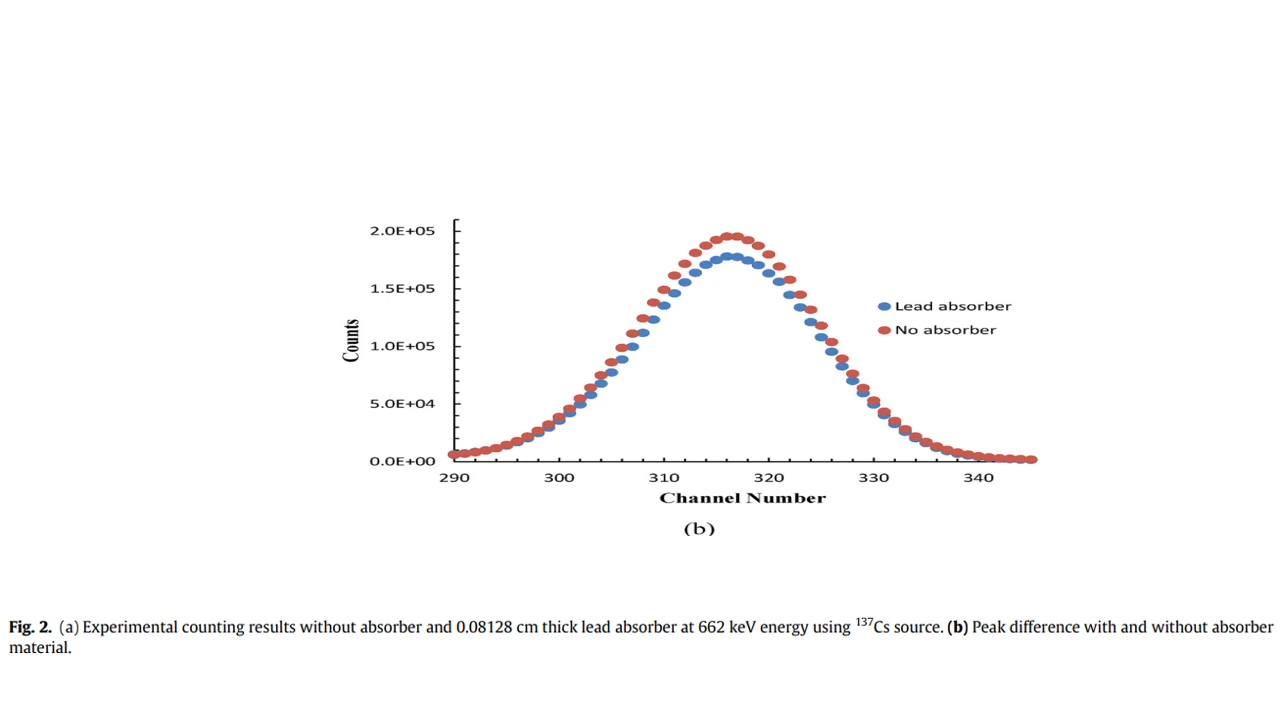 2.0E+05
1.5E+05
1.0E+05
5.0E+04
0.0E+00
Counts
290 300 310 320 330 340
Channel Number
Lead absorber
No absorber
(b)
Fig. 2. (a) Experimental counting results without absorber and 0.08128 cm thick lead absorber at 662 keV energy using ¹³⁷Cs source. (b) Peak difference with and without absorber
material.